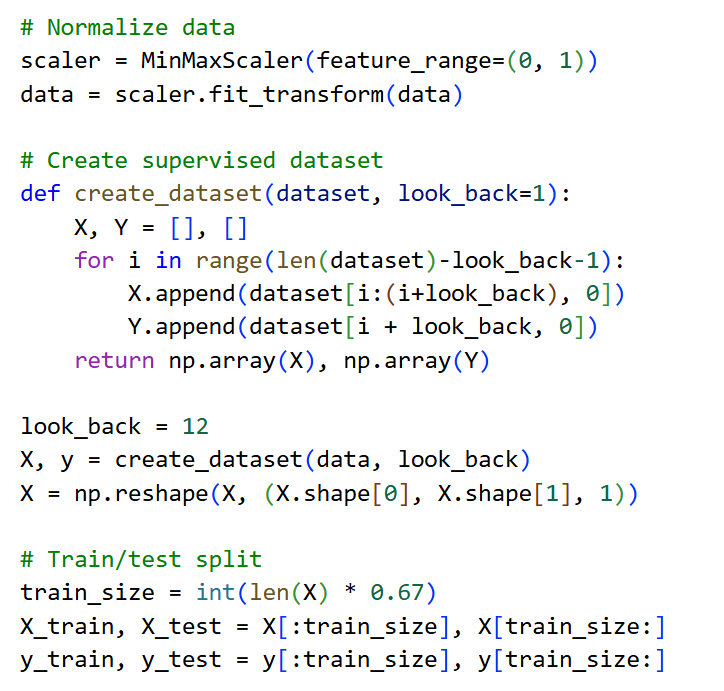 # Normalize data
scaler = MinMaxScaler(feature_range=(0, 1))
data = scaler.fit_transform(data)

# Create supervised dataset
def create_dataset(dataset, look_back=1):
    X, Y = [], []
    for i in range(len(dataset)-look_back-1):
        X.append(dataset[i:(i+look_back), 0])
        Y.append(dataset[i + look_back, 0])
    return np.array(X), np.array(Y)

look_back = 12
X, y = create_dataset(data, look_back)
X = np.reshape(X, (X.shape[0], X.shape[1], 1))

# Train/test split
train_size = int(len(X) * 0.67)
X_train, X_test = X[:train_size], X[train_size:]
y_train, y_test = y[:train_size], y[train_size:]